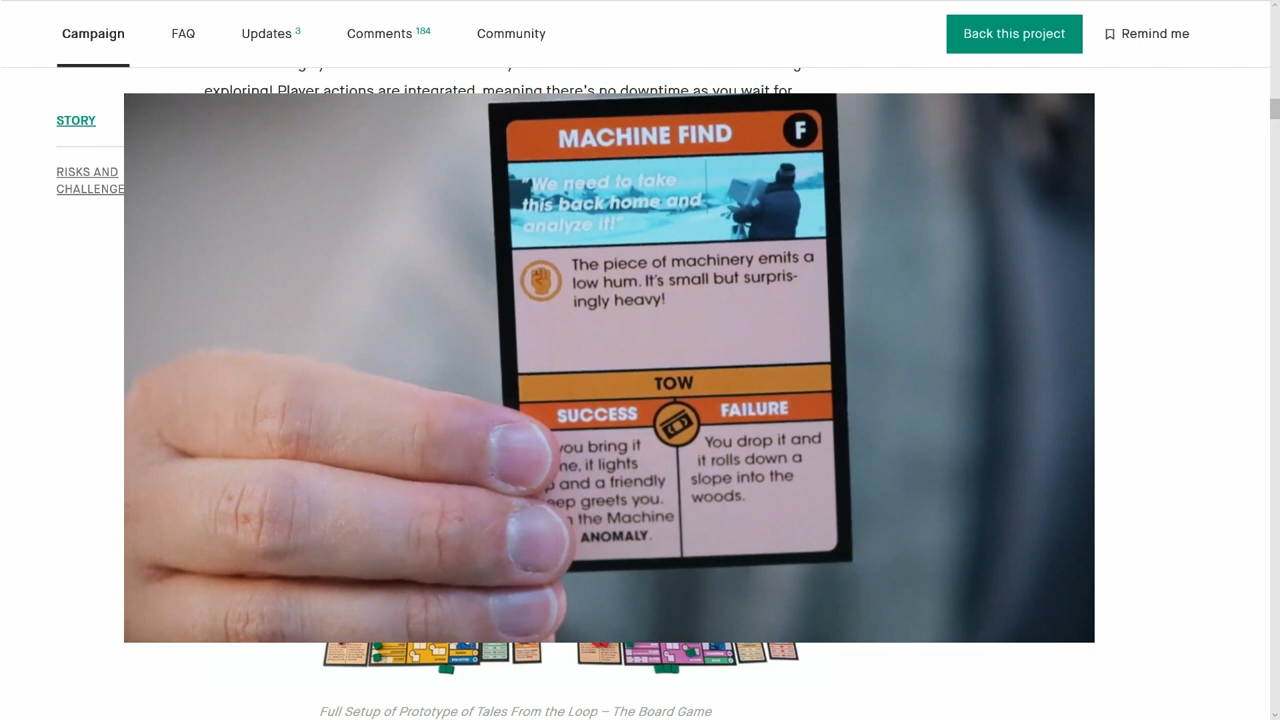 Campaign
FAQ
Updates 3
Comments 184
Community
Back this project
Remind me
exploring! Player actions are integrated, meaning there's no downtime as you wait for
STORY
RISKS AND
CHALLENGE
MACHINE FIND
F
"We need to take
this back home and
analyze it!"
The piece of machinery emits a
low hum. It's small but surpris-
ingly heavy!
TOW
SUCCESS
FAILURE
you bring it
it lights
and a friendly
greets you.
the Machine
ANOMALY.
You drop it and
it rolls down a
slope into the
woods.
Full Setup of Prototype of Tales From the Loop – The Board Game